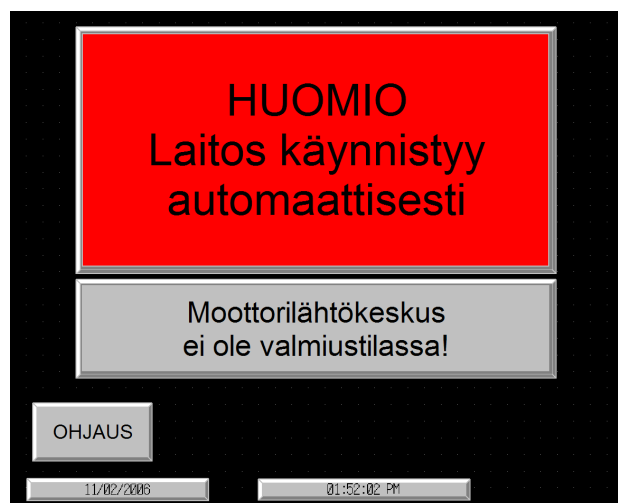 HUOMIO
Laitos käynnistyy
automaattisesti
Moottorilähtökeskus
ei ole valmiustilassa!
OHJAUS
11/02/2006
01:52:02 PM